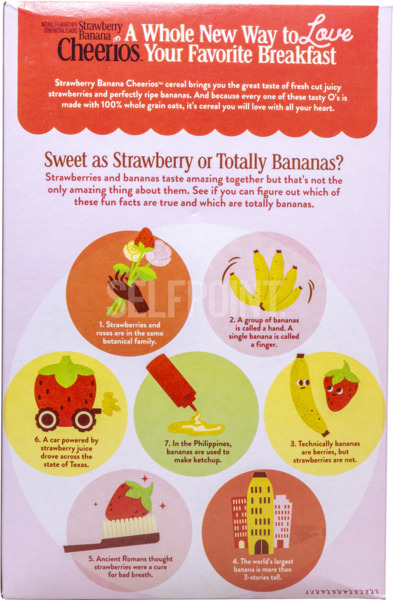 NATURALLY FLAVORED WITH
OTHER NATURAL FLAVORS
Strawberry
Banana
Cheerios
A Whole New Way to Love
Your Favorite Breakfast
Strawberry Banana Cheerios™ cereal brings you the great taste of fresh cut juicy
strawberries and perfectly ripe bananas. And because every one of these tasty O's is
made with 100% whole grain oats, it's cereal you will love with all your heart.
Sweet as Strawberry or Totally Bananas?
Strawberries and bananas taste amazing together but that's not the
only amazing thing about them. See if you can figure out which of
these fun facts are true and which are totally bananas.
SELFPOINT
1. Strawberries and
roses are in the same
botanical family.
2. A group of bananas
is called a hand. A
single banana is called
a finger.
6. A car powered by
strawberry juice
drove across the
state of Texas.
7. In the Philippines,
bananas are used to
make ketchup.
3. Technically bananas
are berries, but
strawberries are not.
5. Ancient Romans thought
strawberries were a cure
for bad breath.
4. The world's largest
banana is more than
3-stories tall.